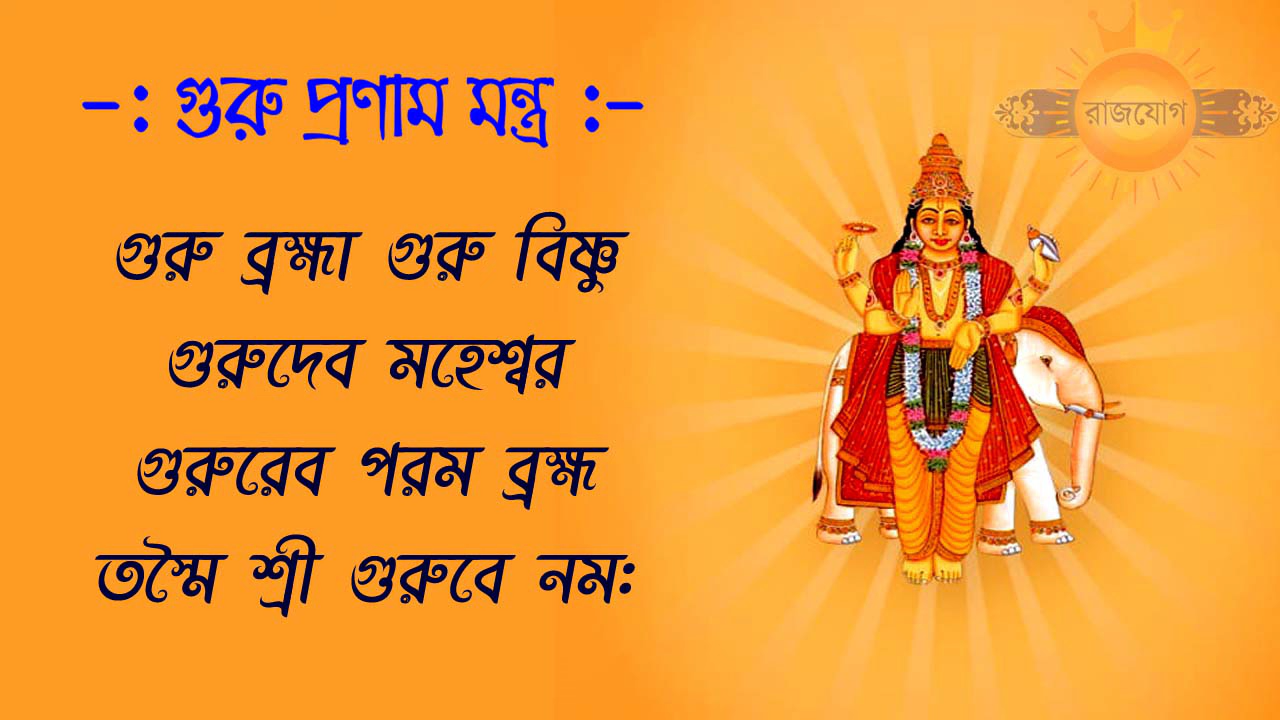 -: গুরু প্রণাম মন্ত্র :-
রাজযোগ
গুরু ব্রহ্মা গুরু বিষ্ণু
গুরুদেব মহেশ্বর
গুরুরেব পরম ব্রহ্ম
তস্মৈ শ্রী গুরুবে নমঃ